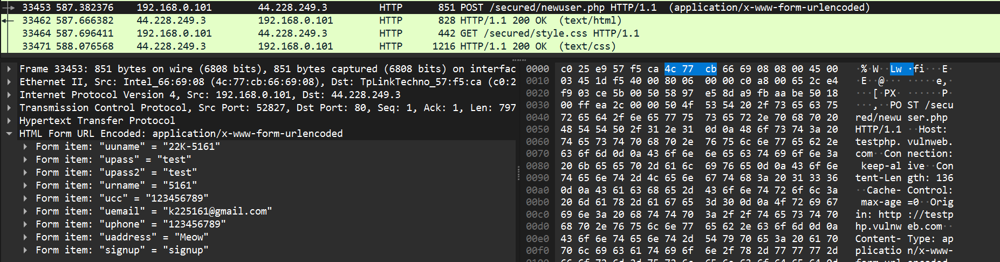 33453 587.382376 192.168.0.101 44.228.249.3 HTTP 851 POST /secured/newuser.php HTTP/1.1 (application/x-www-form-urlencoded)
33462 587.666382 44.228.249.3 192.168.0.101 HTTP 828 HTTP/1.1 200 OK (text/html)
33464 587.696411 192.168.0.101 44.228.249.3 HTTP 442 GET /secured/style.css HTTP/1.1
33471 588.076568 44.228.249.3 192.168.0.101 HTTP 1216 HTTP/1.1 200 OK (text/css)
Frame 33453: 851 bytes on wire (6808 bits), 851 bytes captured (6808 bits) on interfac
Ethernet II, Src: Intel_66:69:08 (4c:77:cb:66:69:08), Dst: TpLinkTechno_57:f5:ca (c0:2
Internet Protocol Version 4, Src: 192.168.0.101, Dst: 44.228.249.3
Transmission Control Protocol, Src Port: 52827, Dst Port: 80, Seq: 1, Ack: 1, Len: 797
Hypertext Transfer Protocol
HTML Form URL Encoded: application/x-www-form-urlencoded
Form item: "uuname" = "22K-5161"
Form item: "upass" = "test"
Form item: "upass2" = "test"
Form item: "urname" = "5161"
Form item: "ucc" = "123456789"
Form item: "uemail" = "k225161@gmail.com"
Form item: "uphone" = "123456789"
Form item: "uaddress" = "Meow"
Form item: "signup" = "signup"
0000 c0 25 e9 57 f5 ca 4c 77 cb 66 69 08 08 00 45 00 ·%·W··Lw·fi···E·
0010 03 45 1d f5 40 00 80 06 00 00 c0 a8 00 65 2c e4 ·E··@········e,·
0020 f9 03 ce 5b 00 50 58 97 e5 8d a9 fb aa be 50 18 ···[·PX·······P·
0030 00 ff ea 2c 00 00 50 4f 53 54 20 2f 73 65 63 75 ···,··POST /secu
0040 72 65 64 2f 6e 65 77 75 73 65 72 2e 70 68 70 20 red/newuser.php
0050 48 54 54 50 2f 31 2e 31 0d 0a 48 6f 73 74 3a 20 HTTP/1.1··Host:
0060 74 65 73 74 70 68 70 2e 76 75 6c 6e 77 65 62 2e testphp.vulnweb.
0070 63 6f 6d 0d 0a 43 6f 6e 6e 65 63 74 69 6f 6e 3a com··Connection:
0080 20 6b 65 65 70 2d 61 6c 69 76 65 0d 0a 43 6f 6e keep-alive··Con
0090 74 65 6e 74 2d 4c 65 6e 67 74 68 3a 20 31 33 36 tent-Length: 136
00a0 0d 0a 43 61 63 68 65 2d 43 6f 6e 74 72 6f 6c 3a ··Cache-Control:
00b0 20 6d 61 78 2d 61 67 65 3d 30 0d 0a 4f 72 69 67 max-age=0··Orig
00c0 69 6e 3a 20 68 74 74 70 3a 2f 2f 74 65 73 74 70 in: http://testp
00d0 68 70 2e 76 75 6c 6e 77 65 62 2e 63 6f 6d 0d 0a hp.vulnweb.com··
00e0 43 6f 6e 74 65 6e 74 2d 54 79 70 65 3a 20 61 70 Content-Type: ap
00f0 70 6c 69 63 61 74 69 6f 6e 2f 78 2d 77 77 77 2d plication/x-www-